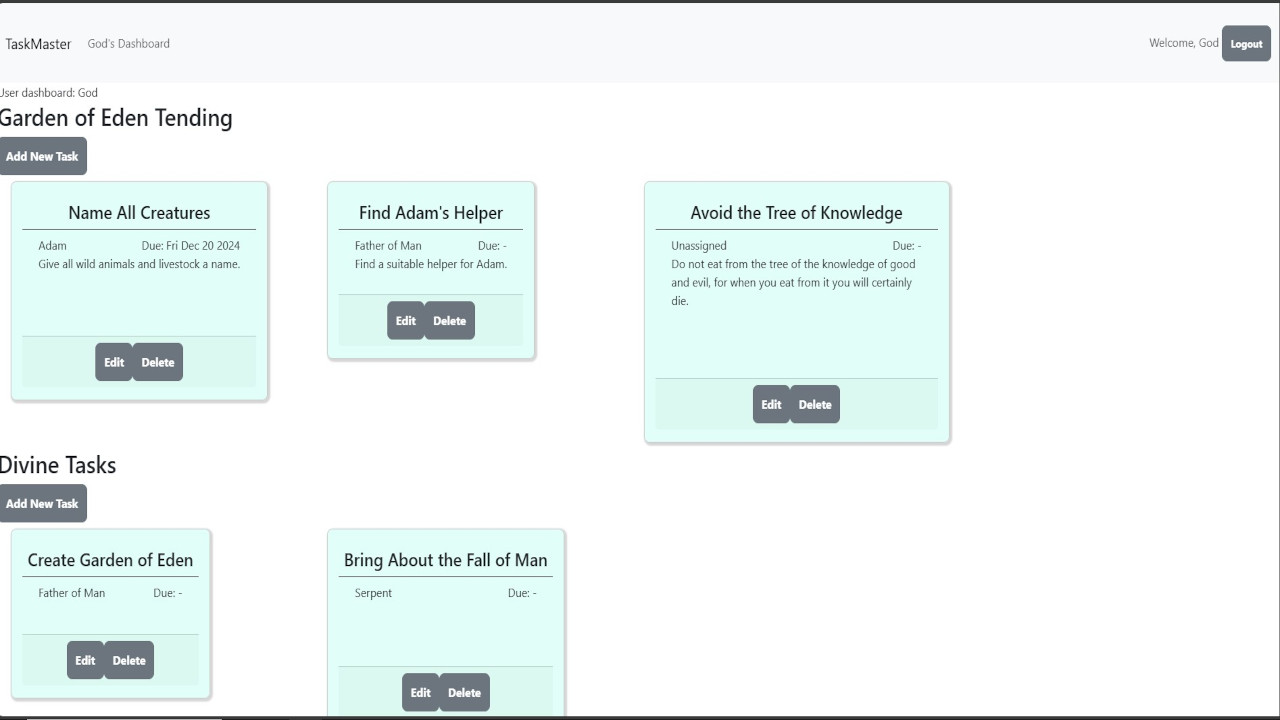 TaskMaster God's Dashboard Welcome, God Logout
User dashboard: God
Garden of Eden Tending
Add New Task
Name All Creatures
Adam Due: Fri Dec 20 2024
Give all wild animals and livestock a name.
Edit Delete
Find Adam's Helper
Father of Man Due: -
Find a suitable helper for Adam.
Edit Delete
Avoid the Tree of Knowledge
Unassigned Due: -
Do not eat from the tree of the knowledge of good
and evil, for when you eat from it you will certainly
die.
Edit Delete
Divine Tasks
Add New Task
Create Garden of Eden
Father of Man Due: -
Edit Delete
Bring About the Fall of Man
Serpent Due: -
Edit Delete